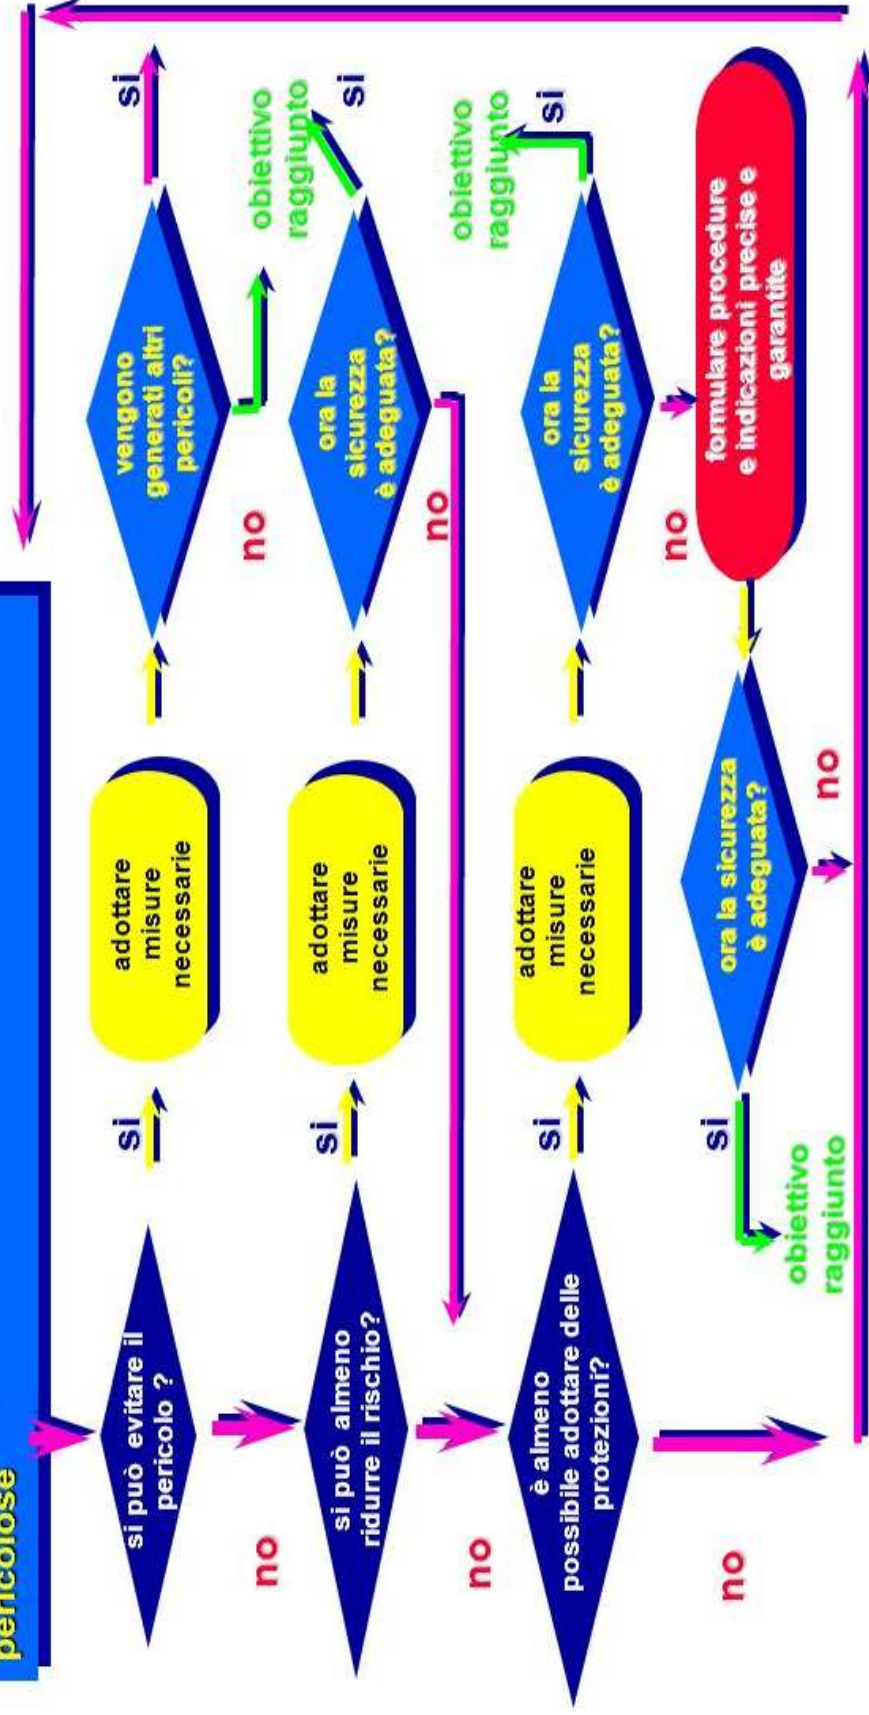 pericolose
si può evitare il
pericolo ?
si
adottare
misure
necessarie
vengono
generati altri
pericoli?
si
no
no
obiettivo
raggiunto
si può almeno
ridurre il rischio?
si
adottare
misure
necessarie
ora la
sicurezza
è adeguata?
si
no
no
obiettivo
raggiunto
è almeno
possibile adottare delle
protezioni?
si
adottare
misure
necessarie
ora la
sicurezza
è adeguata?
si
no
no
formulare procedure
e indicazioni precise e
garantite
ora la sicurezza
è adeguata?
si
no
obiettivo
raggiunto